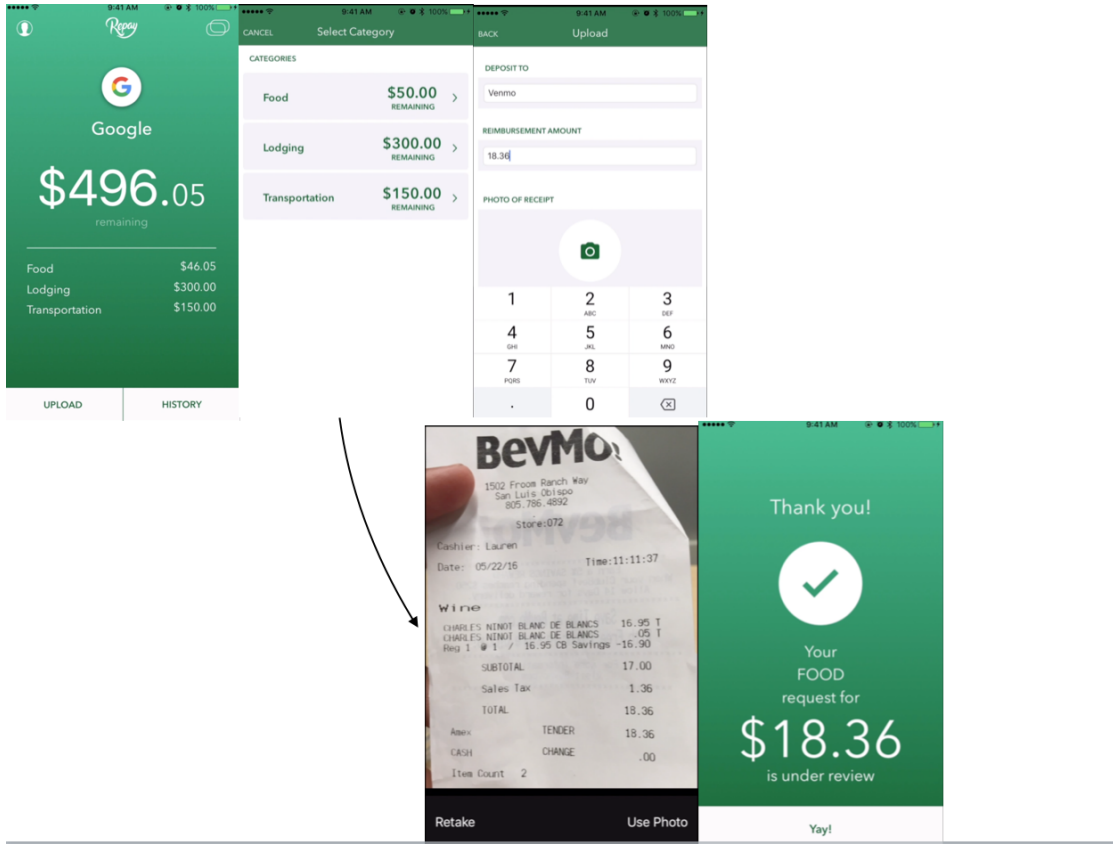 9:41 AM 100%
Repay
Google
$496.05
remaining
Food $46.05
Lodging $300.00
Transportation $150.00
UPLOAD HISTORY
9:41 AM 100%
CANCEL Select Category
CATEGORIES
Food $50.00
REMAINING
Lodging $300.00
REMAINING
Transportation $150.00
REMAINING
9:41 AM 100%
BACK Upload
DEPOSIT TO
Venmo
REIMBURSEMENT AMOUNT
18.36
PHOTO OF RECEIPT
1 2 3
ABC DEF
4 5 6
GHI JKL MNO
7 8 9
PQRS TUV WXYZ
. 0
BevMo!
1502 Froom Ranch Way
San Luis Obispo
805.786.4892
Store:072
Cashier: Lauren
Date: 05/22/16 Time:11:11:37
Wine
CHARLES NINOT BLANC DE BLANCS 16.95 T
CHARLES NINOT BLANC DE BLANCS .05 T
Reg 1 @ 1 / 16.95 CB Savings -16.90
SUBTOTAL 17.00
Sales Tax 1.36
TOTAL 18.36
Amex TENDER 18.36
CASH CHANGE .00
Item Count 2
Retake Use Photo
9:41 AM 100%
Thank you!
Your
FOOD
request for
$18.36
is under review
Yay!